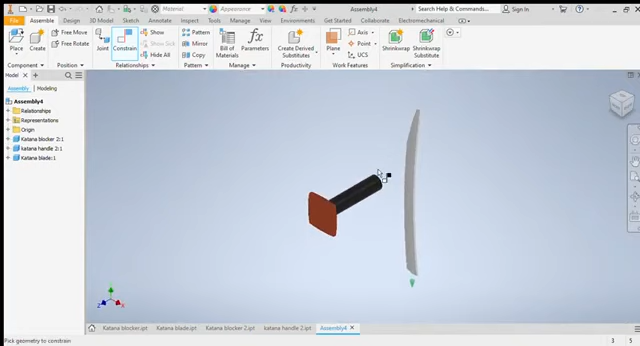 Material
Appearance
Assembly4
Search Help & Commands...
Sign In
File
Assemble
Design
3D Model
Sketch
Annotate
Inspect
Tools
Manage
View
Environments
Get Started
Collaborate
Electromechanical
Place
Create
Free Move
Free Rotate
Joint
Constrain
Show
Show Sick
Hide All
Pattern
Mirror
Copy
Bill of Materials
Parameters
Create Derived Substitutes
Plane
Axis
Point
UCS
Shrinkwrap
Shrinkwrap Substitute
Component
Position
Relationships
Pattern
Manage
Productivity
Work Features
Simplification
Model
Assembly
Modeling
Assembly4
Relationships
Representations
Origin
Katana blocker 2:1
katana handle 2:1
Katana blade:1
Z
X
Katana blocker.ipt
Katana blade.ipt
Katana blocker 2.ipt
katana handle 2.ipt
Assembly4
Pick geometry to constrain
3
5